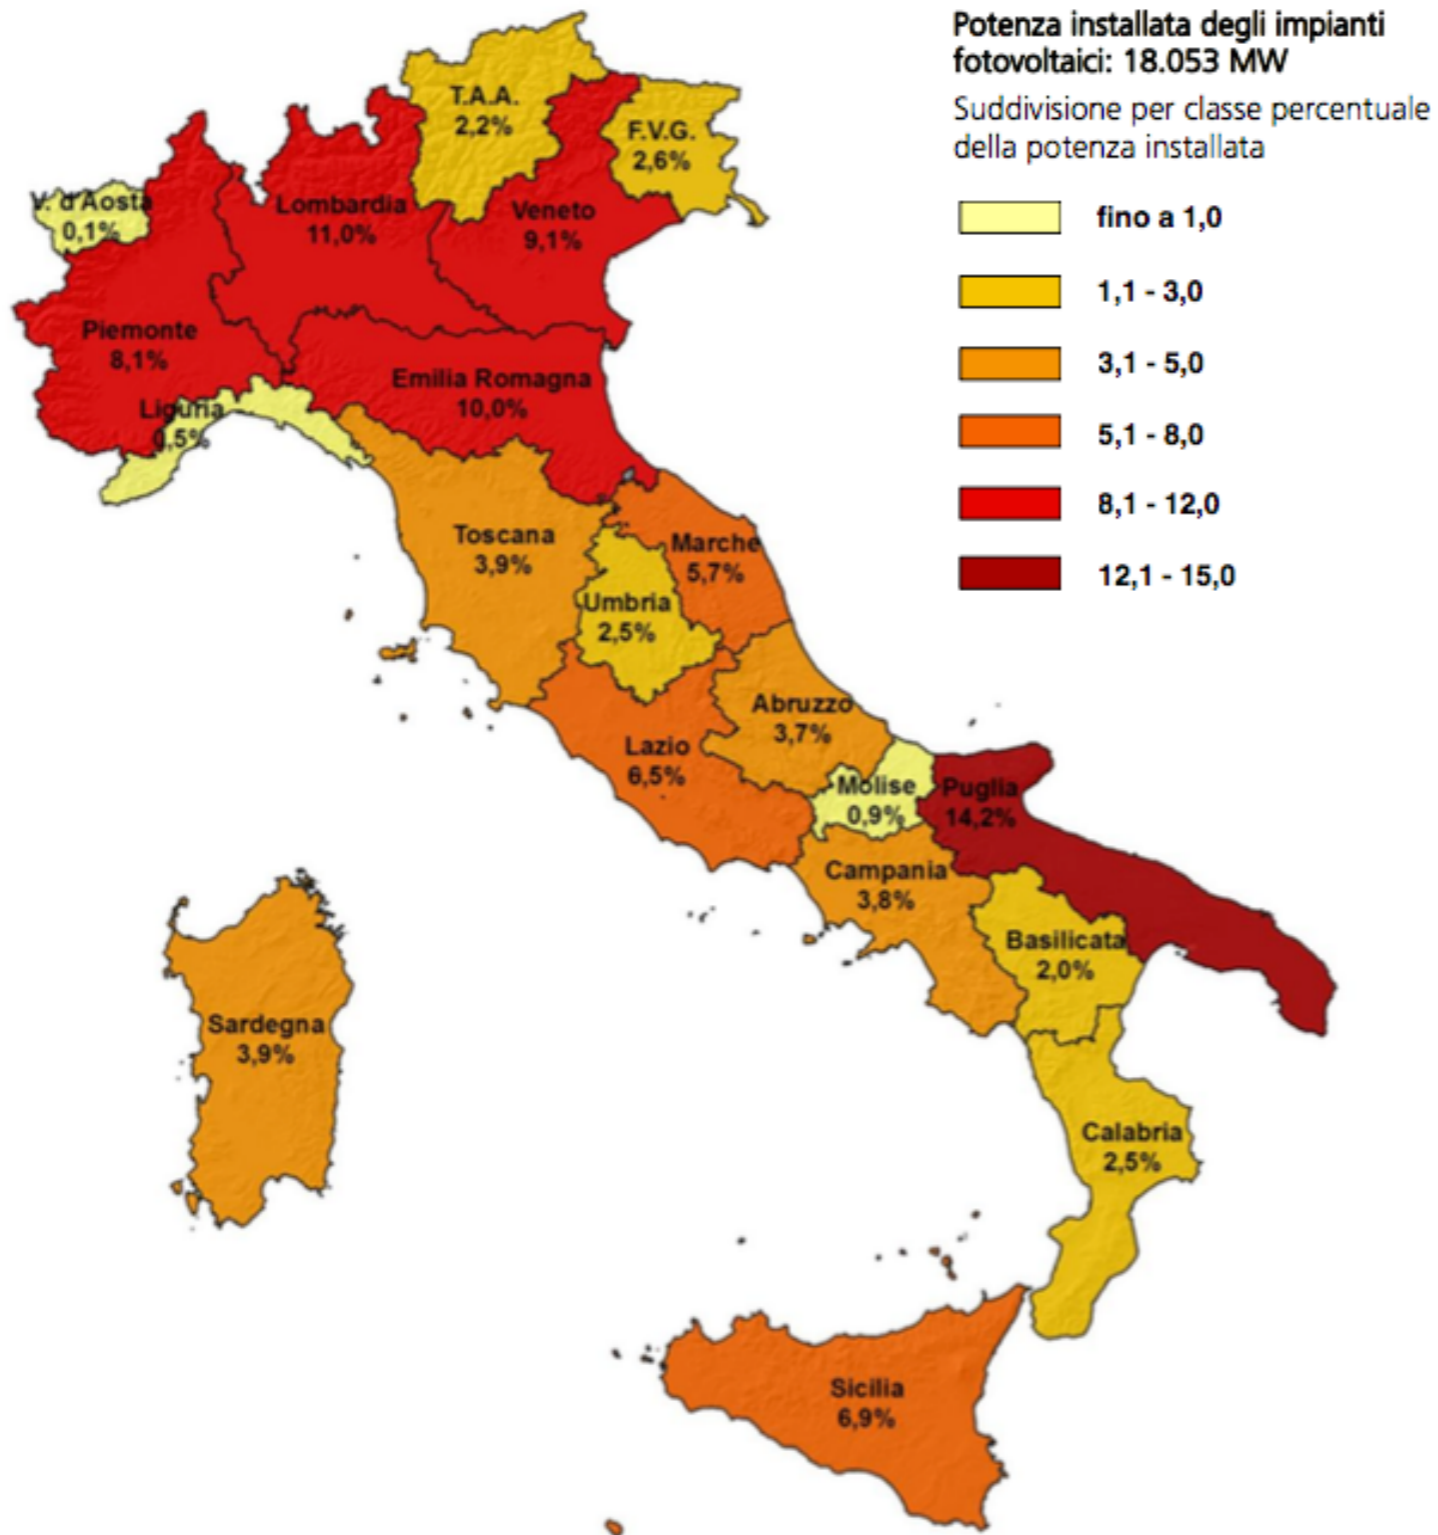 Potenza installata degli impianti
fotovoltaici: 18.053 MW
Suddivisione per classe percentuale
della potenza installata
fino a 1,0
1,1 - 3,0
3,1 - 5,0
5,1 - 8,0
8,1 - 12,0
12,1 - 15,0
T.A.A.
2,2%
F.V.G.
2,6%
V. d'Aosta
0,1%
Lombardia
11,0%
Veneto
9,1%
Piemonte
8,1%
Emilia Romagna
10,0%
Liguria
0,5%
Toscana
3,9%
Marche
5,7%
Umbria
2,5%
Abruzzo
3,7%
Lazio
6,5%
Molise
0,9%
Puglia
14,2%
Campania
3,8%
Basilicata
2,0%
Sardegna
3,9%
Calabria
2,5%
Sicilia
6,9%